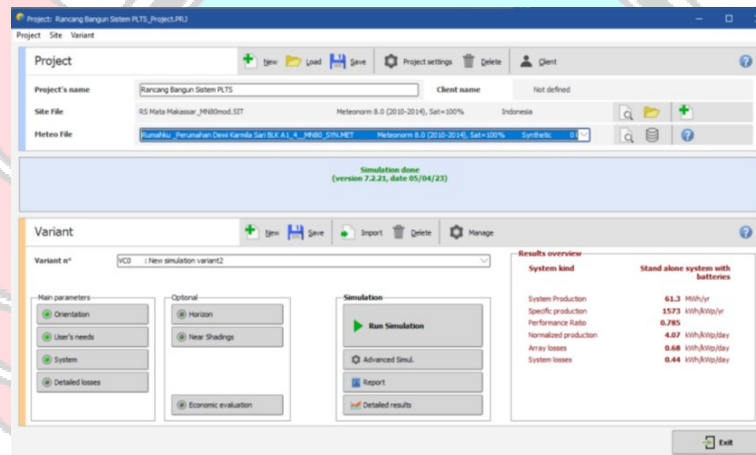 Project: Rancang Bangun Sistem PLTS_Project.PRJ
Project Site Variant
Project New Load Save Project settings Delete Client
Project's name Rancang Bangun Sistem PLTS Client name Not defined
Site File RS Mata Makassar_MN80mod.SIT Meteonorm 8.0 (2010-2014), Sat=100% Indonesia
Meteo File Rumahku _Perumahan Dewi Karmila Sari BLK A1_4__MN80_SYN.MET Meteonorm 8.0 (2010-2014), Sat=100% Synthetic
Simulation done
(version 7.2.21, date 05/04/23)
Variant New Save Import Delete Manage
Variant n° VC0 : New simulation variant2
Results overview
System kind Stand alone system with batteries
Main parameters Optional Simulation
System Production 61.3 MWh/yr
Specific production 1573 kWh/kWp/yr
Performance Ratio 0.785
Normalized production 4.07 kWh/kWp/day
Array losses 0.68 kWh/kWp/day
System losses 0.44 kWh/kWp/day
Orientation Horizon Run Simulation
User's needs Near Shadings
System Advanced Simul.
Detailed losses Report
Economic evaluation Detailed results
Exit